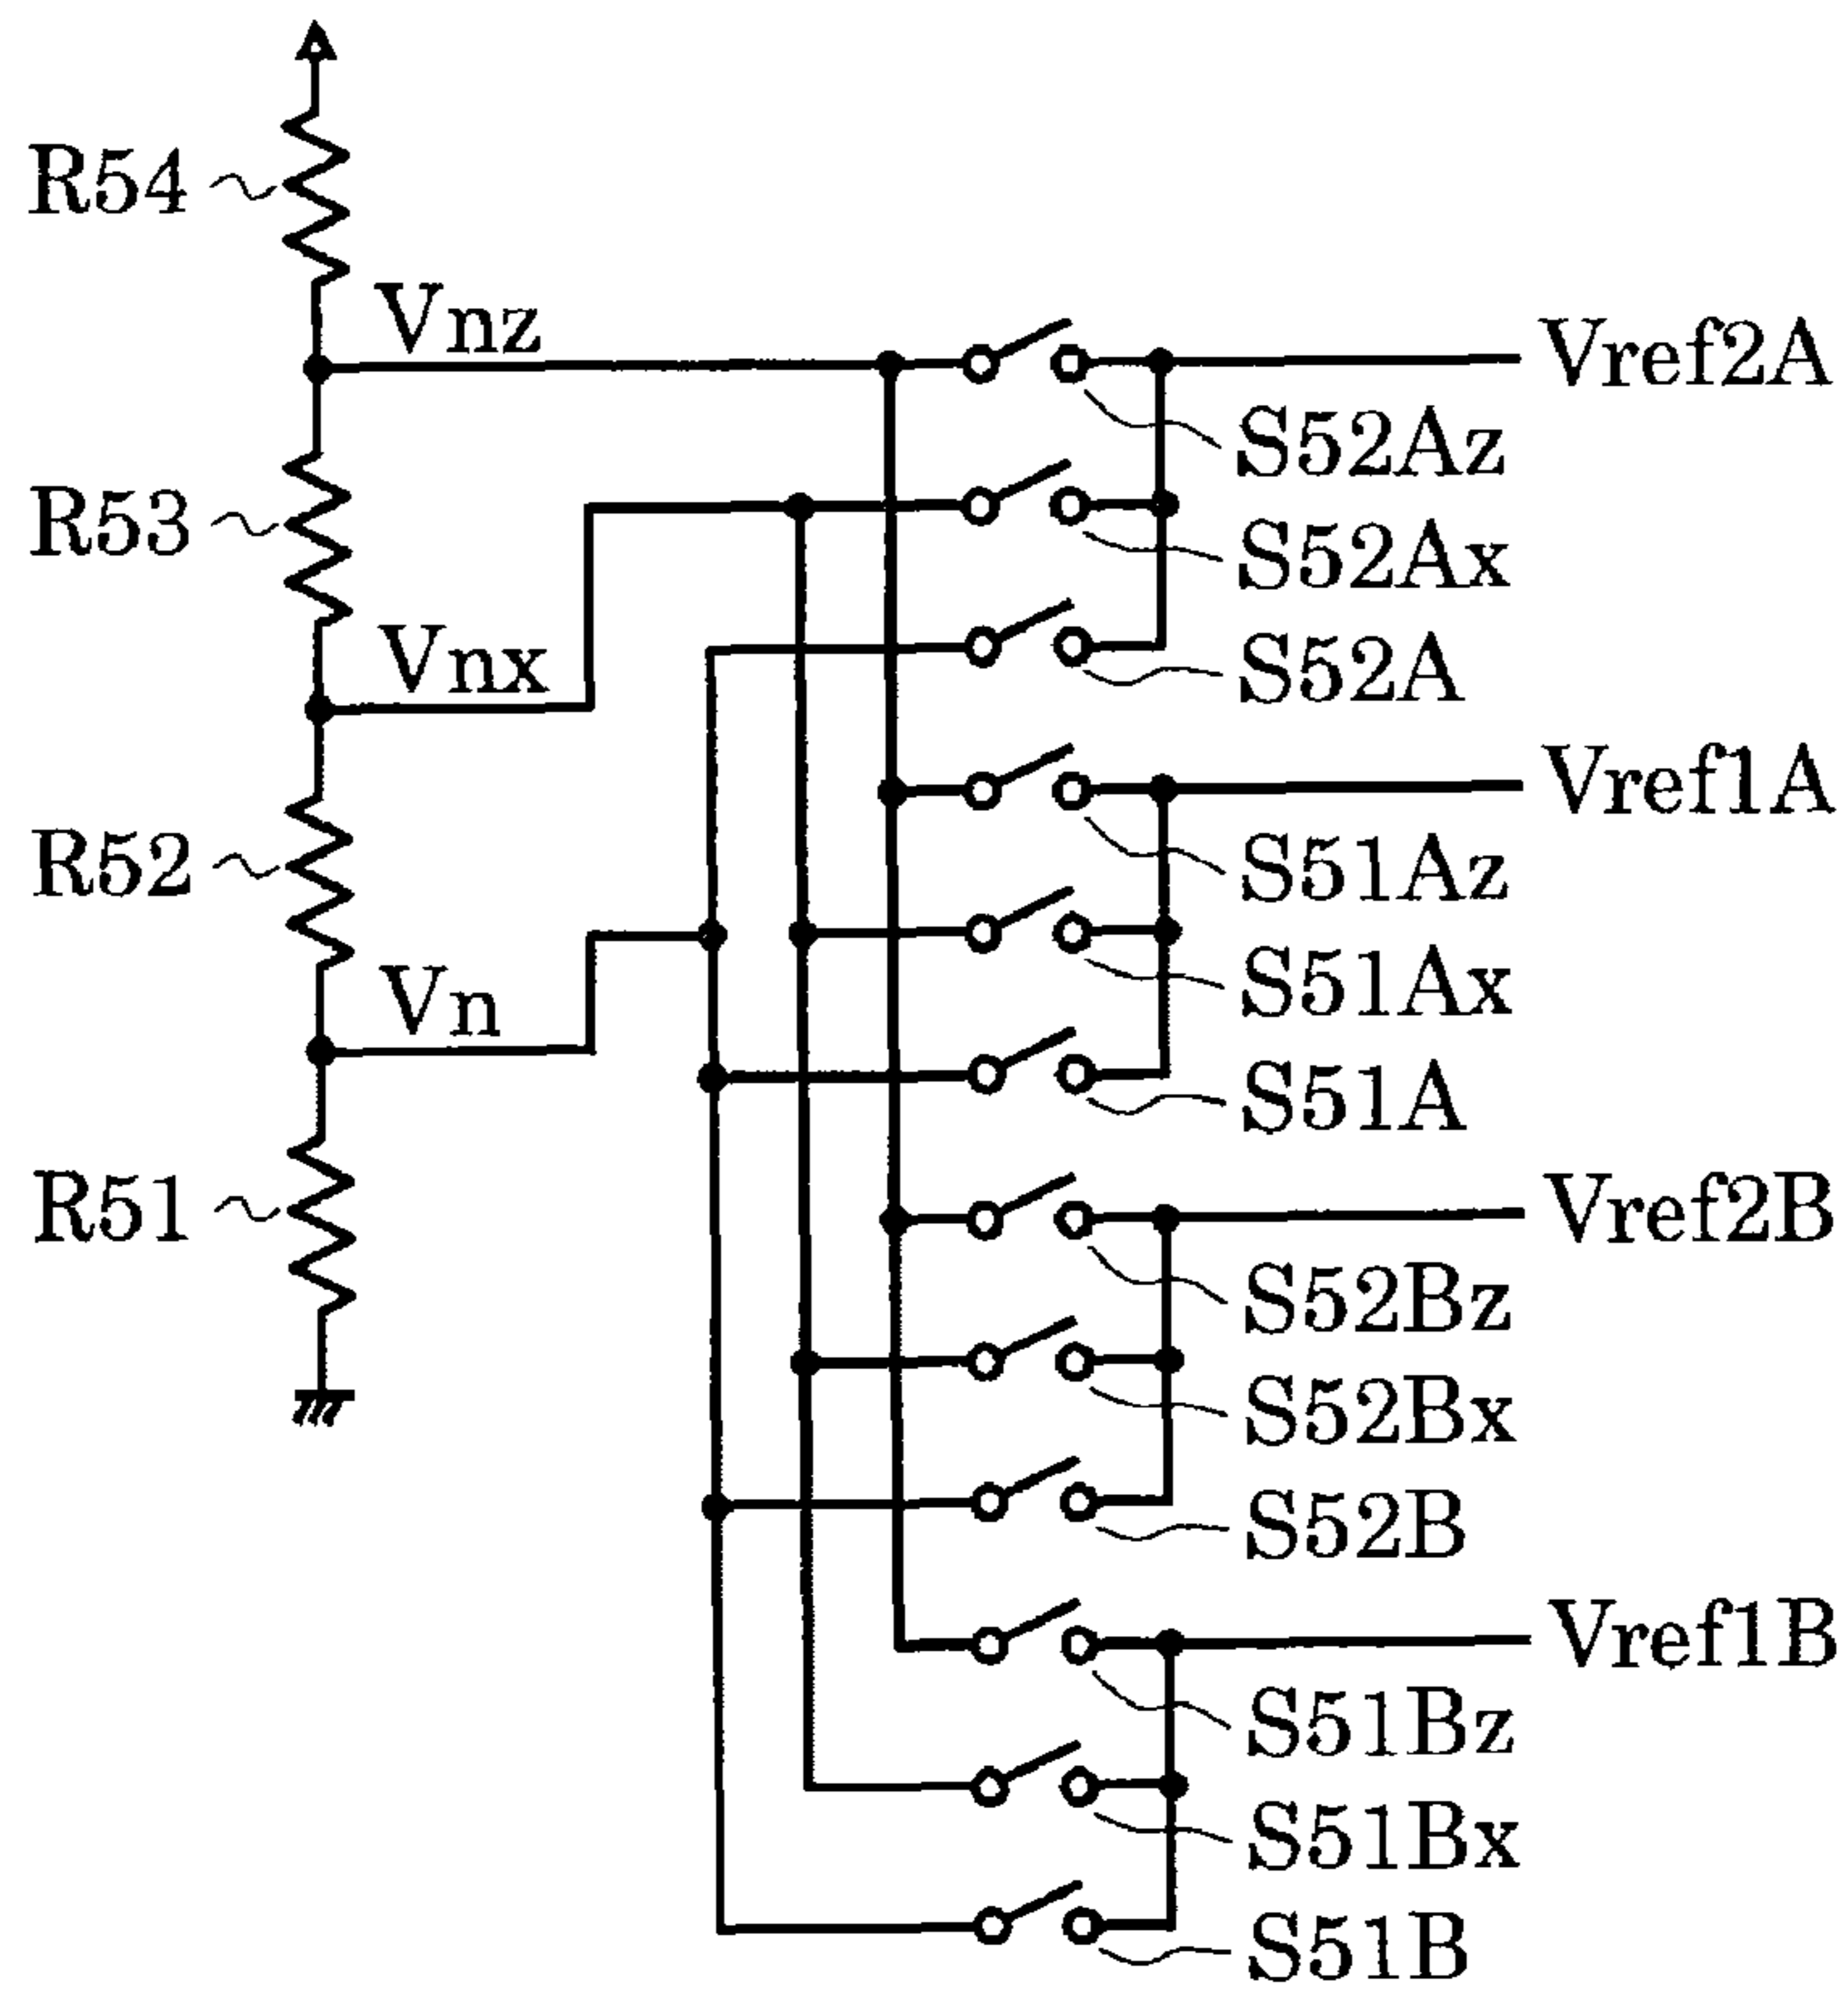 R54
Vnz
Vref2A
S52Az
R53
S52Ax
Vnx
S52A
Vref1A
R52
S51Az
Vn
S51Ax
S51A
R51
Vref2B
S52Bz
S52Bx
S52B
Vref1B
S51Bz
S51Bx
S51B